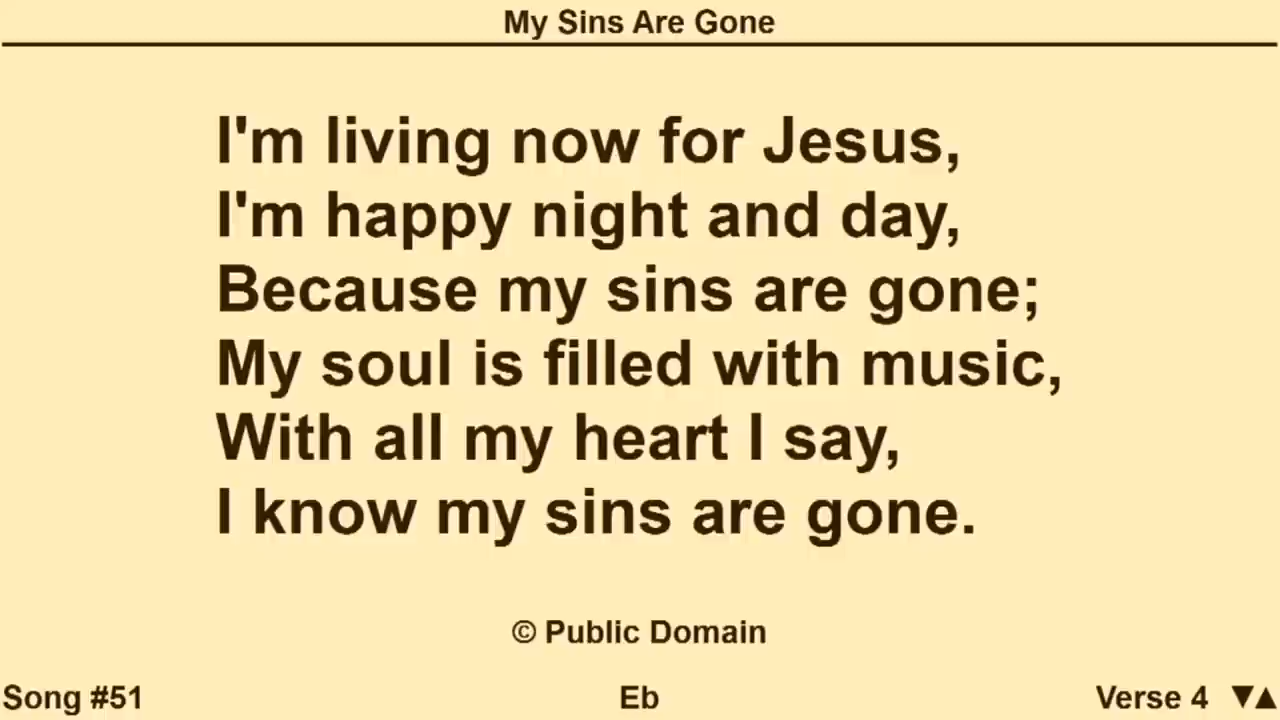 My Sins Are Gone
I'm living now for Jesus,
I'm happy night and day,
Because my sins are gone;
My soul is filled with music,
With all my heart I say,
I know my sins are gone.
© Public Domain
Song #51 Eb Verse 4 ▼▲